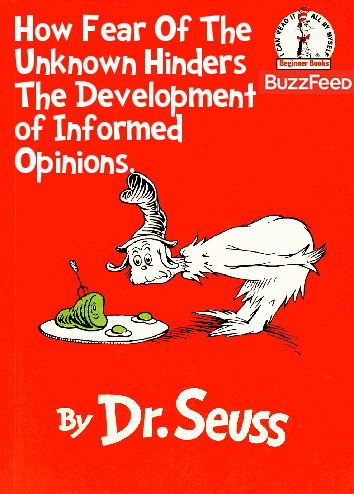 How Fear Of The
Unknown Hinders
The Development
of Informed
Opinions.
I CAN READ IT ALL BY MYSELF
Beginner Books
BuzzFeed
By Dr. Seuss